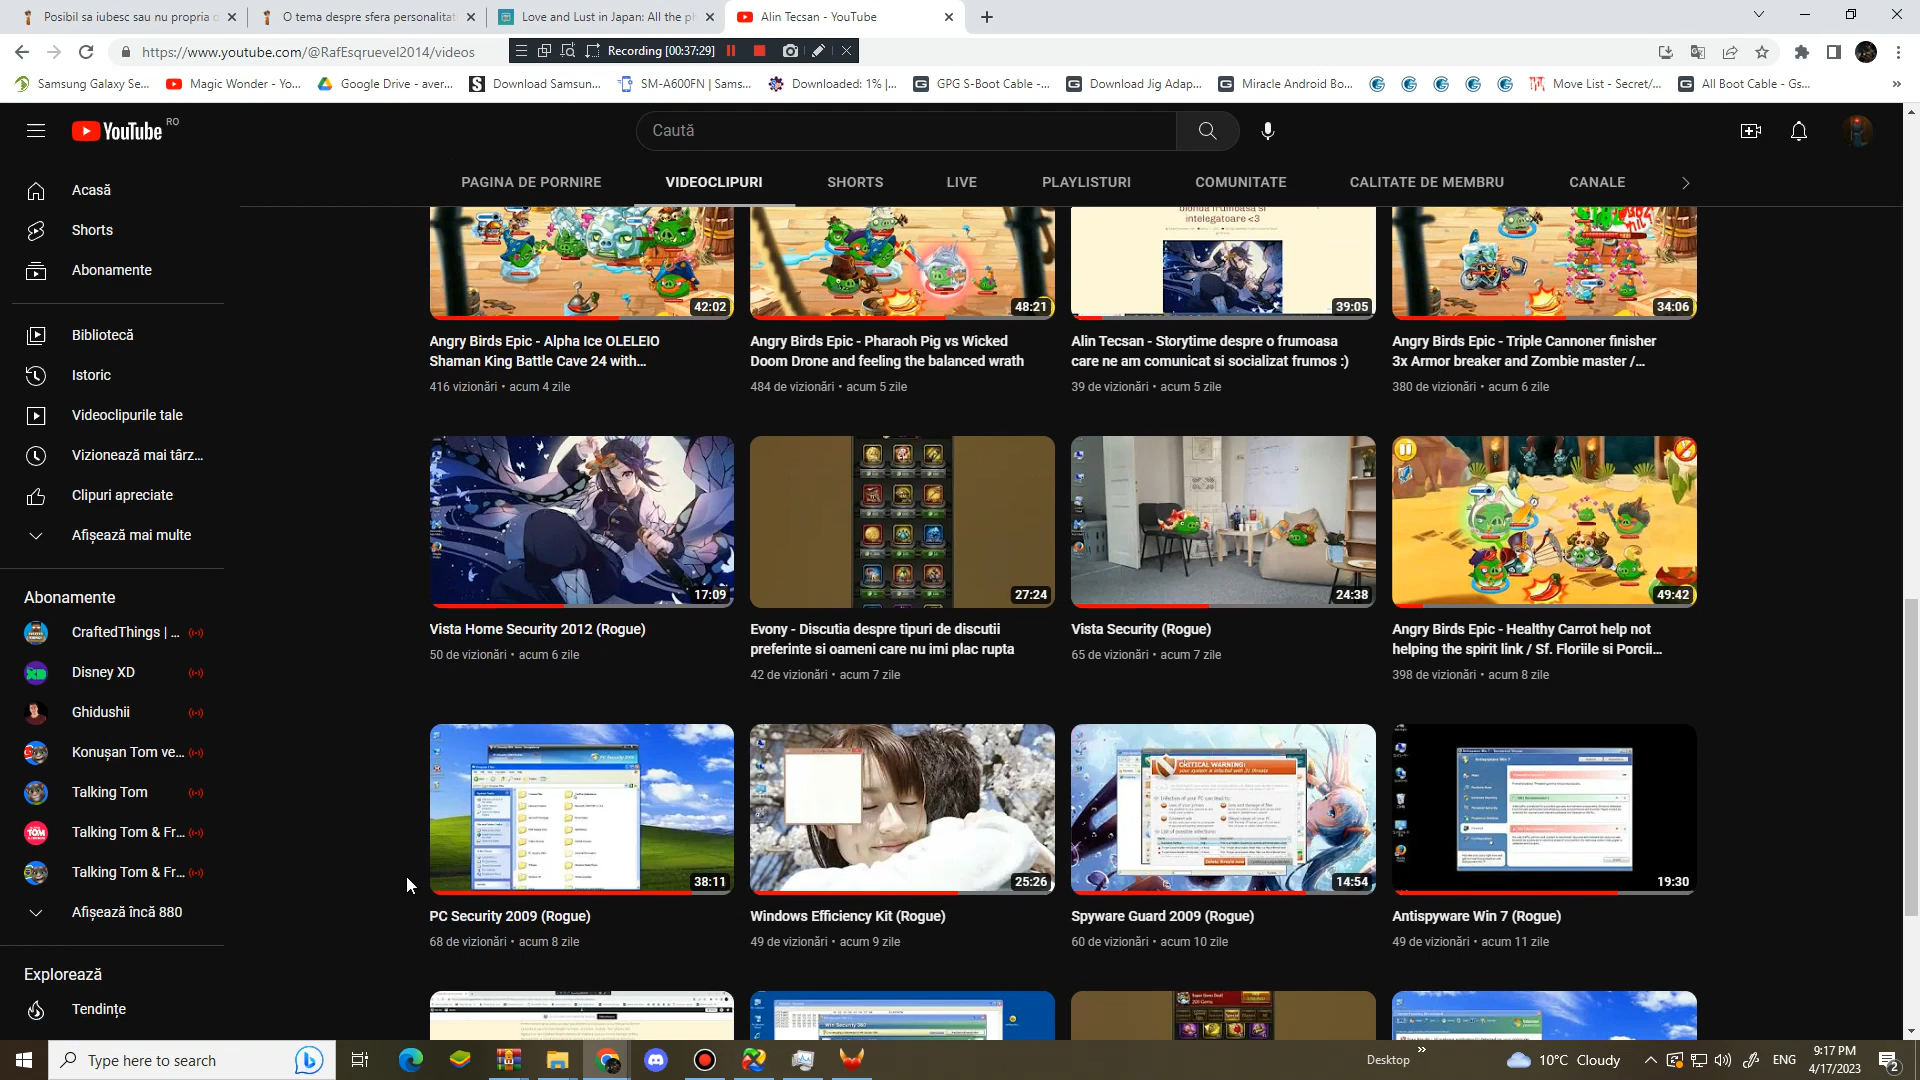 Posibil sa iubesc sau nu propria
O tema despre sfera personalitat
Love and Lust in Japan: All the
Alin Tecsan - YouTube
https://www.youtube.com/@RafEsqruevel2014/videos
Recording [00:37:29]
Samsung Galaxy Se...
Magic Wonder - Yo...
Google Drive - aver...
Download Samsun...
SM-A600FN | Sams...
Downloaded: 1% |...
GPG S-Boot Cable -...
Download Jig Adap...
Miracle Android Bo...
Move List - Secret/...
All Boot Cable - Gs...
YouTube RO
Caută
PAGINA DE PORNIRE
VIDEOCLIPURI
SHORTS
LIVE
PLAYLISTURI
COMUNITATE
CALITATE DE MEMBRU
CANALE
Acasă
Shorts
Abonamente
Bibliotecă
Istoric
Videoclipurile tale
Vizionează mai târz...
Clipuri apreciate
Afișează mai multe
Abonamente
CraftedThings | ...
Disney XD
Ghidushii
Konuşan Tom ve...
Talking Tom
Talking Tom & Fr...
Talking Tom & Fr...
Afișează încă 880
Explorează
Tendințe
intelegatoare <3
42:02
48:21
39:05
34:06
Angry Birds Epic - Alpha Ice OLELEIO
Shaman King Battle Cave 24 with...
416 vizionări • acum 4 zile
Angry Birds Epic - Pharaoh Pig vs Wicked
Doom Drone and feeling the balanced wrath
484 de vizionări • acum 5 zile
Alin Tecsan - Storytime despre o frumoasa
care ne am comunicat si socializat frumos :)
39 de vizionări • acum 5 zile
Angry Birds Epic - Triple Cannoner finisher
3x Armor breaker and Zombie master /...
380 de vizionări • acum 6 zile
17:09
27:24
24:38
49:42
Vista Home Security 2012 (Rogue)
50 de vizionări • acum 6 zile
Evony - Discutia despre tipuri de discutii
preferinte si oameni care nu imi plac rupta
42 de vizionări • acum 7 zile
Vista Security (Rogue)
65 de vizionări • acum 7 zile
Angry Birds Epic - Healthy Carrot help not
helping the spirit link / Sf. Floriile si Porcii...
398 de vizionări • acum 8 zile
CRITICAL WARNING:
38:11
25:26
14:54
19:30
PC Security 2009 (Rogue)
68 de vizionări • acum 8 zile
Windows Efficiency Kit (Rogue)
49 de vizionări • acum 9 zile
Spyware Guard 2009 (Rogue)
60 de vizionări • acum 10 zile
Antispyware Win 7 (Rogue)
49 de vizionări • acum 11 zile
Type here to search
Desktop
10°C Cloudy
ENG
9:17 PM
4/17/2023
2